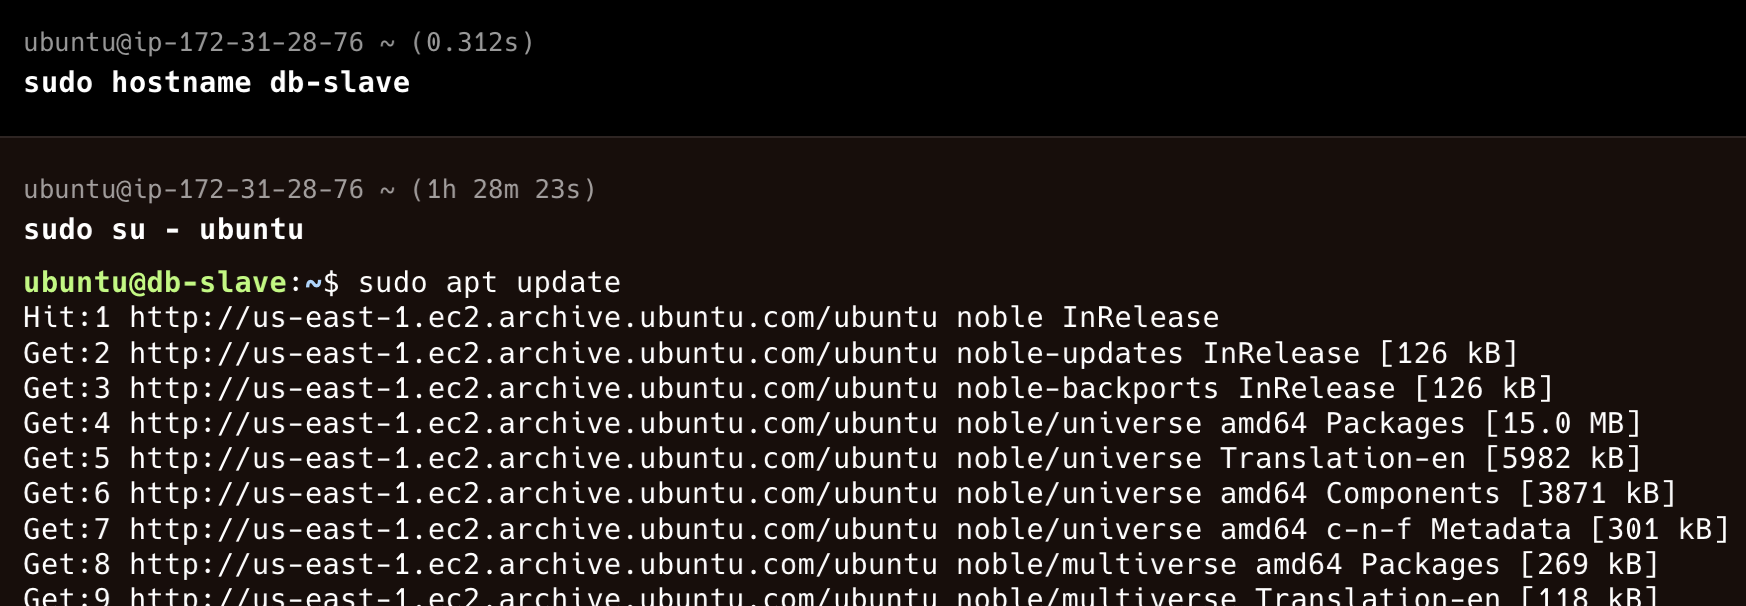 ubuntu@ip-172-31-28-76 ~ (0.312s)
sudo hostname db-slave
ubuntu@ip-172-31-28-76 ~ (1h 28m 23s)
sudo su - ubuntu
ubuntu@db-slave:~$ sudo apt update
Hit:1 http://us-east-1.ec2.archive.ubuntu.com/ubuntu noble InRelease
Get:2 http://us-east-1.ec2.archive.ubuntu.com/ubuntu noble-updates InRelease [126 kB]
Get:3 http://us-east-1.ec2.archive.ubuntu.com/ubuntu noble-backports InRelease [126 kB]
Get:4 http://us-east-1.ec2.archive.ubuntu.com/ubuntu noble/universe amd64 Packages [15.0 MB]
Get:5 http://us-east-1.ec2.archive.ubuntu.com/ubuntu noble/universe Translation-en [5982 kB]
Get:6 http://us-east-1.ec2.archive.ubuntu.com/ubuntu noble/universe amd64 Components [3871 kB]
Get:7 http://us-east-1.ec2.archive.ubuntu.com/ubuntu noble/universe amd64 c-n-f Metadata [301 kB]
Get:8 http://us-east-1.ec2.archive.ubuntu.com/ubuntu noble/multiverse amd64 Packages [269 kB]
Get:9 http://us-east-1.ec2.archive.ubuntu.com/ubuntu noble/multiverse Translation-en [118 kB]